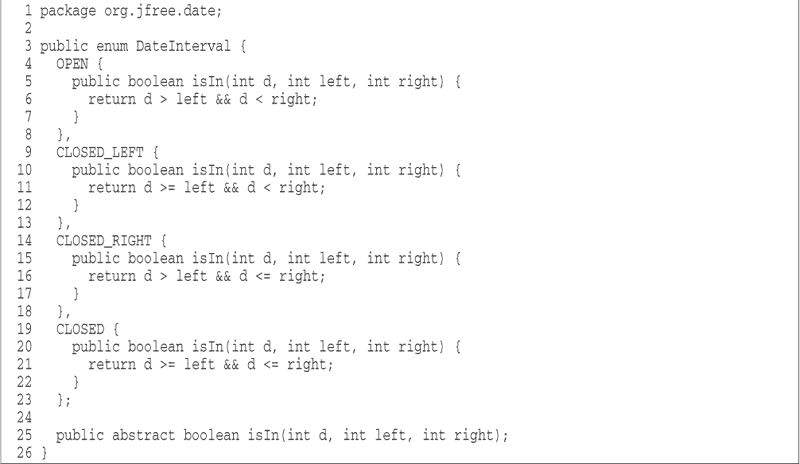 1 package org.jfree.date;
2
3 public enum DateInterval {
4   OPEN {
5     public boolean isIn(int d, int left, int right) {
6       return d > left && d < right;
7     }
8   },
9   CLOSED_LEFT {
10     public boolean isIn(int d, int left, int right) {
11       return d >= left && d < right;
12     }
13   },
14   CLOSED_RIGHT {
15     public boolean isIn(int d, int left, int right) {
16       return d > left && d <= right;
17     }
18   },
19   CLOSED {
20     public boolean isIn(int d, int left, int right) {
21       return d >= left && d <= right;
22     }
23   };
24
25   public abstract boolean isIn(int d, int left, int right);
26 }